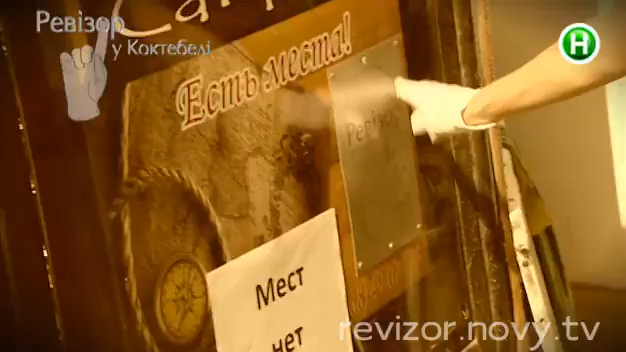 Ревізор
у Коктебелі
Н
Есть места!
Ревізор
Мест
нет
revizor.novy.tv